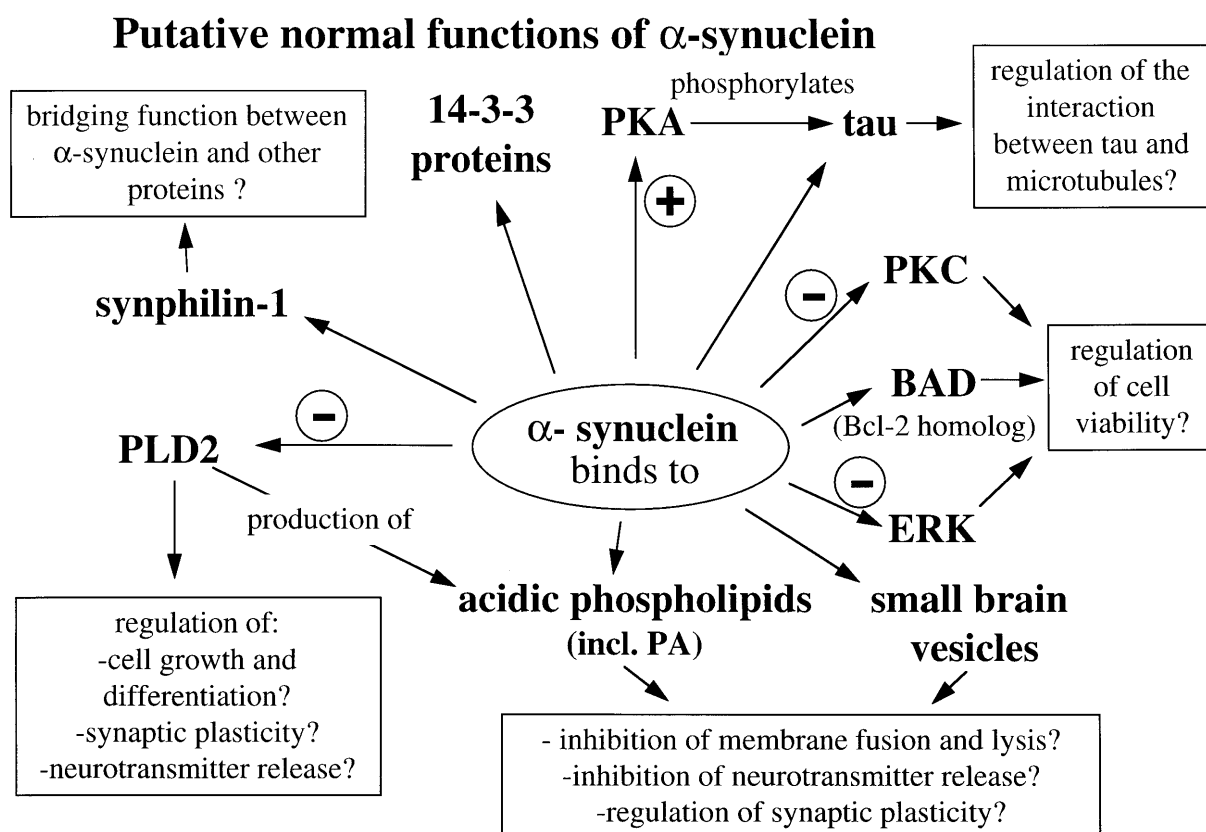 Putative normal functions of α-synuclein
bridging function between
α-synuclein and other
proteins ?
14-3-3
proteins
phosphorylates
PKA
tau
regulation of the
interaction
between tau and
microtubules?
+
synphilin-1
-
PKC
regulation
of cell
viability?
BAD
(Bcl-2 homolog)
-
PLD2
α- synuclein
binds to
-
ERK
production of
acidic phospholipids
(incl. PA)
small brain
vesicles
regulation of:
-cell growth and
differentiation?
-synaptic plasticity?
-neurotransmitter release?
- inhibition of membrane fusion and lysis?
-inhibition of neurotransmitter release?
-regulation of synaptic plasticity?